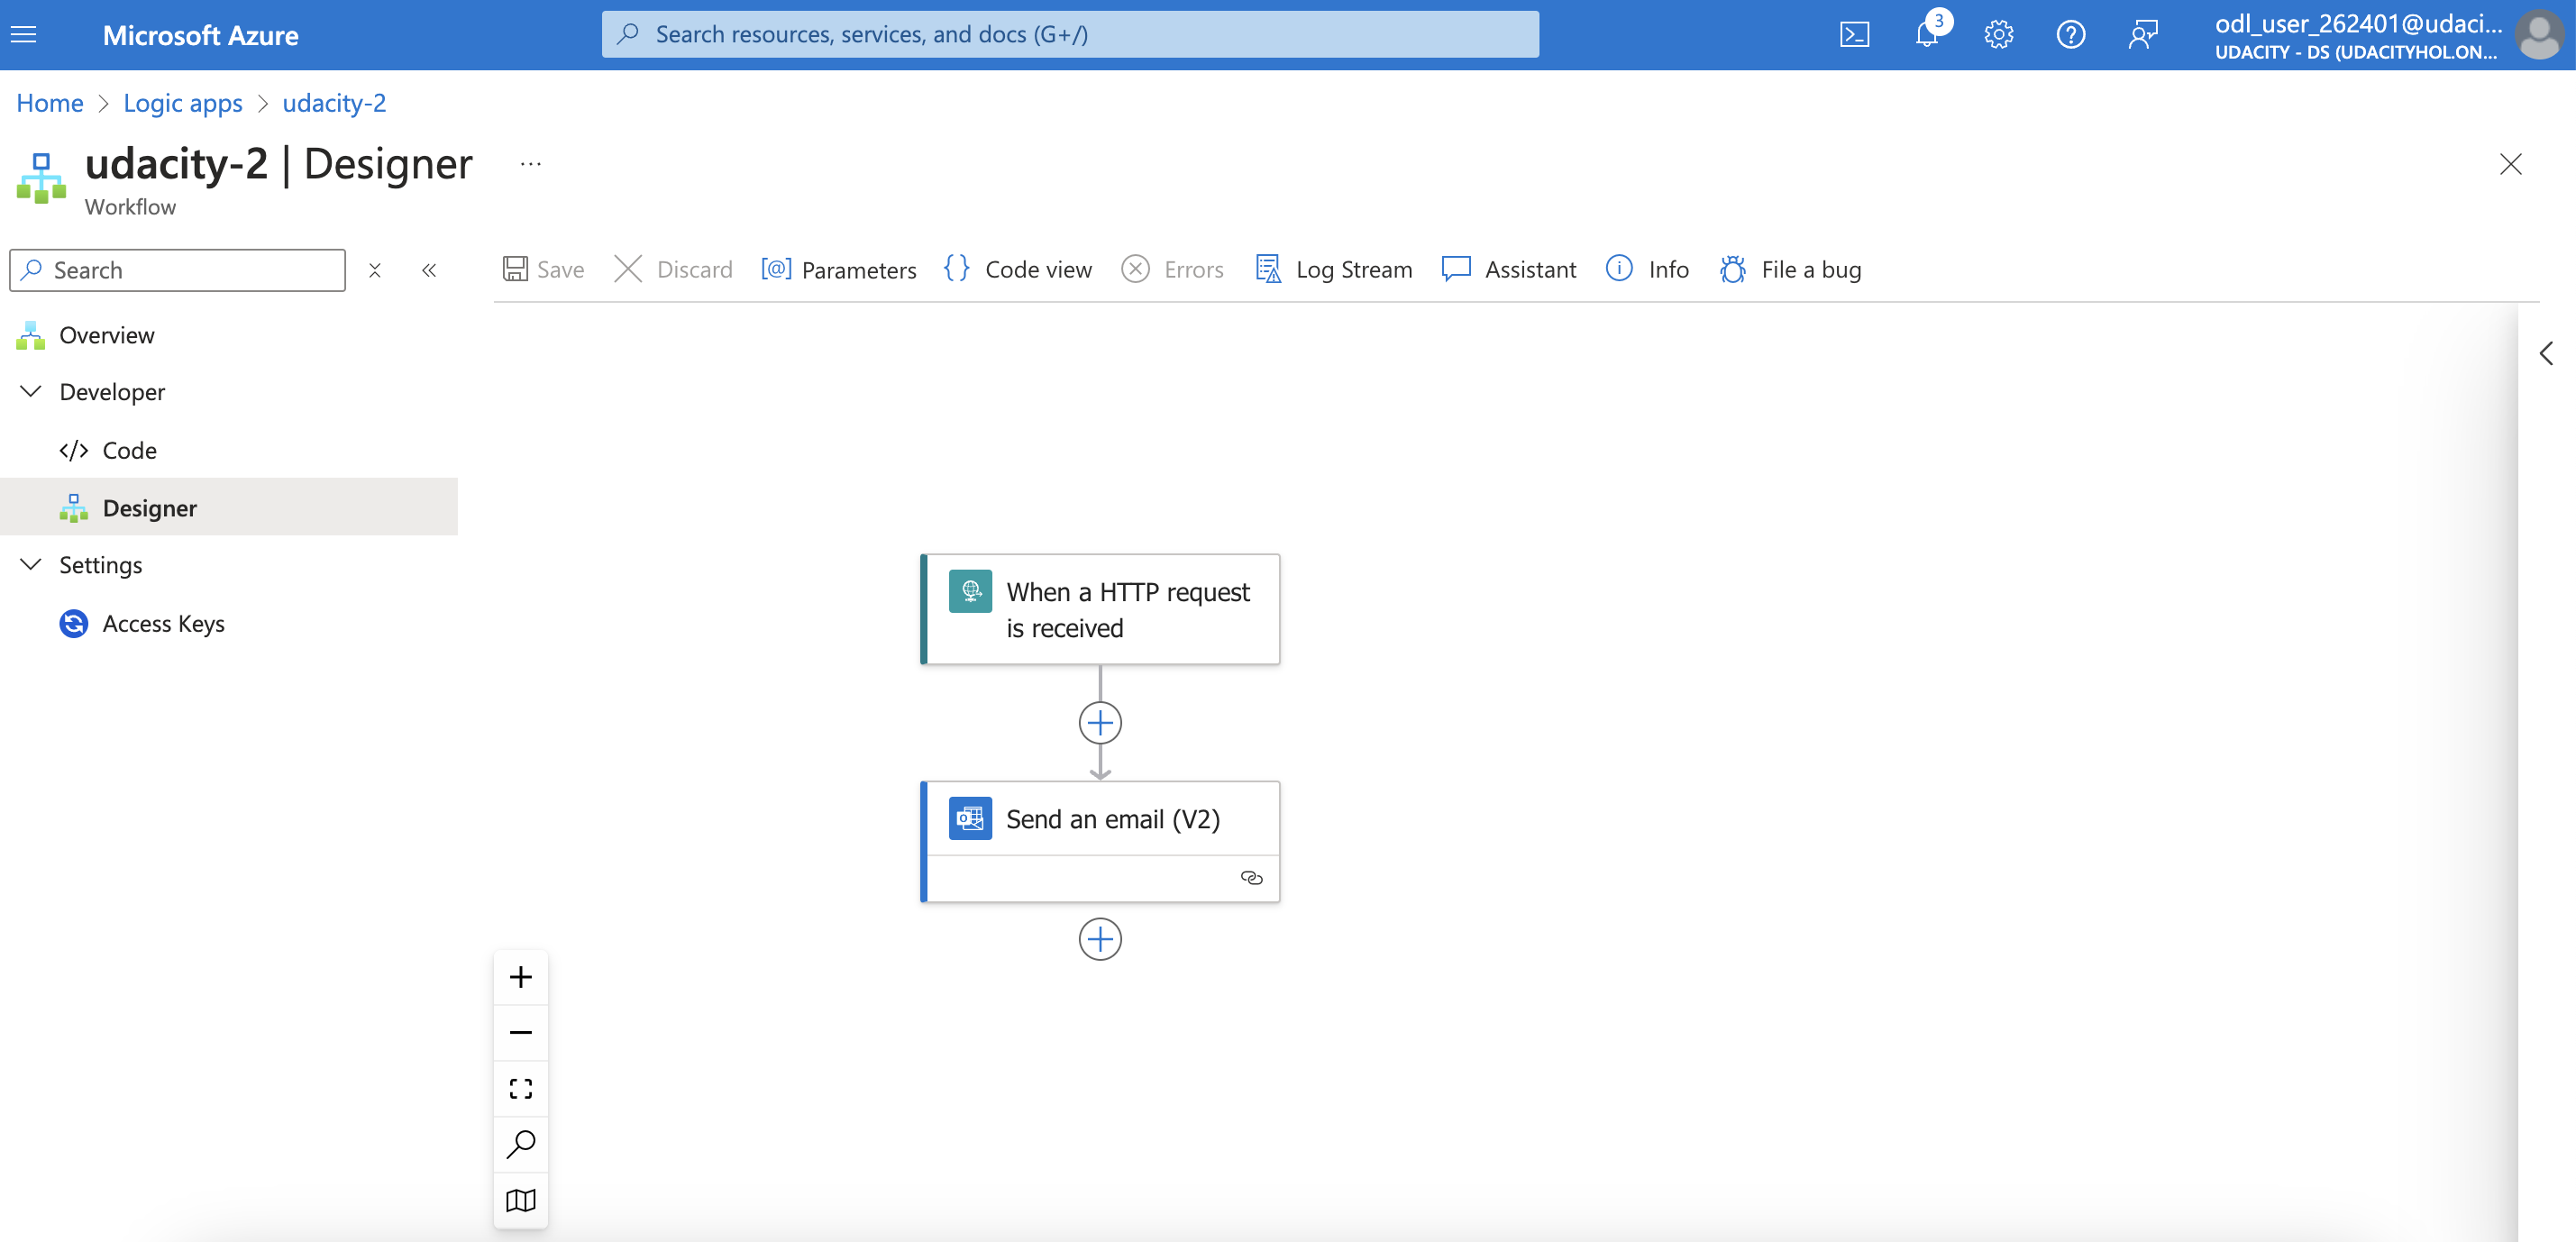 Microsoft Azure
Search resources, services, and docs (G+/)
3
odl_user_262401@udaci...
UDACITY - DS (UDACITYHOL.ON...
Home > Logic apps > udacity-2
udacity-2 | Designer ...
Workflow
Search
Save
Discard
Parameters
Code view
Errors
Log Stream
Assistant
Info
File a bug
Overview
Developer
Code
Designer
Settings
Access Keys
When a HTTP request
is received
Send an email (V2)